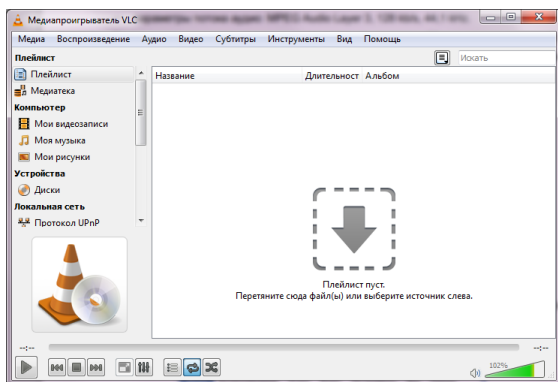 Медиапроигрыватель VLC
Медиа Воспроизведение Аудио Видео Субтитры Инструменты Вид Помощь
Плейлист
Искать
Плейлист
Медиатека
Компьютер
Мои видеозаписи
Моя музыка
Мои рисунки
Устройства
Диски
Локальная сеть
Протокол UPnP
Название Длительност Альбом
Плейлист пуст.
Перетяните сюда файл(ы) или выберите источник слева.
--:-- --:--
102%